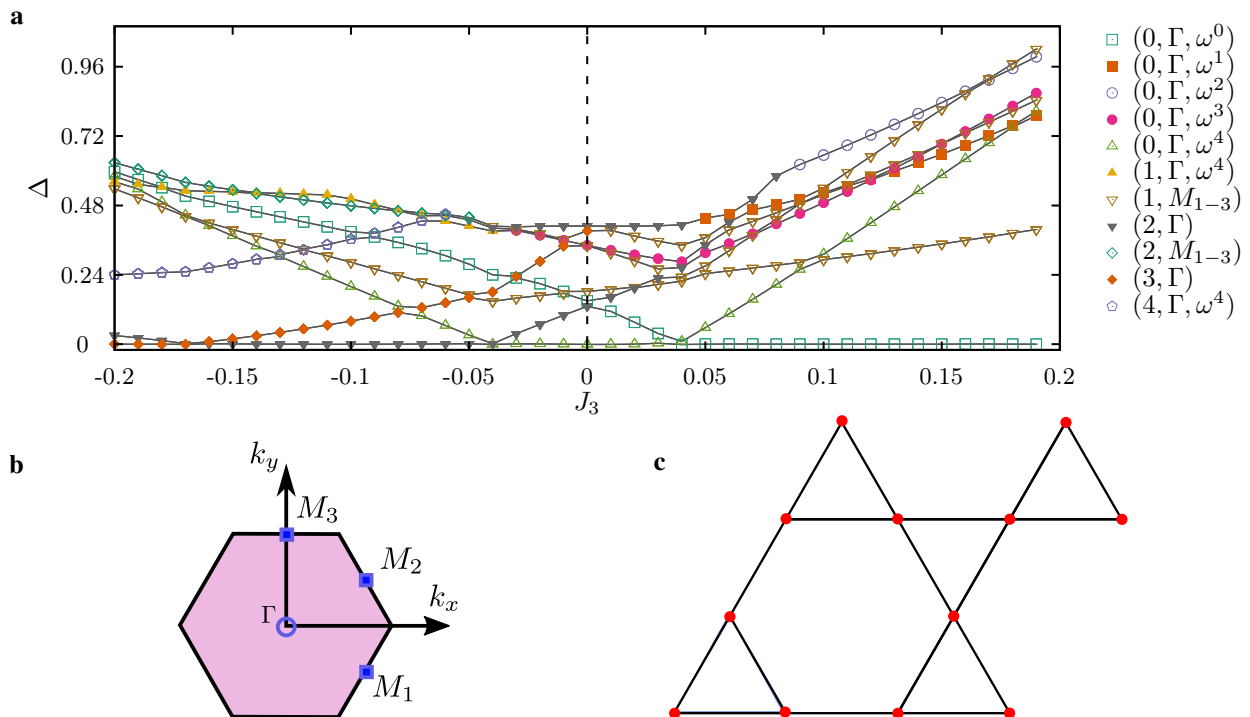 a
Δ
0.96
0.72
0.48
0.24
0
-0.2 -0.15 -0.1 -0.05 0 0.05 0.1 0.15 0.2
J₃
(0, Γ, ω⁰)
(0, Γ, ω¹)
(0, Γ, ω²)
(0, Γ, ω³)
(0, Γ, ω⁴)
(1, Γ, ω⁴)
(1, M₁₋₃)
(2, Γ)
(2, M₁₋₃)
(3, Γ)
(4, Γ, ω⁴)
b
k_y
M₃
M₂
Γ
k_x
M₁
c